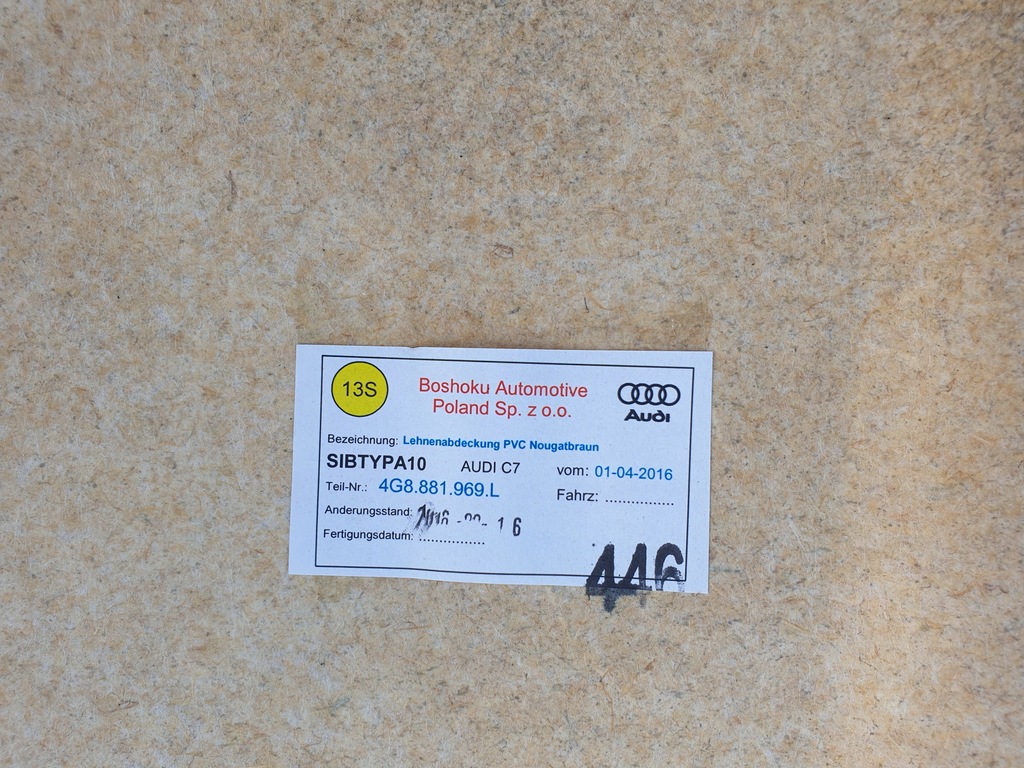 13S
Boshoku Automotive
Poland Sp. z o.o.
Audi
Bezeichnung: Lehnenabdeckung PVC Nougatbraun
SIBTYPA10 AUDI C7 vom: 01-04-2016
Teil-Nr.: 4G8.881.969.L Fahrz: ................
Anderungsstand: 16
Fertigungsdatum: ................
446